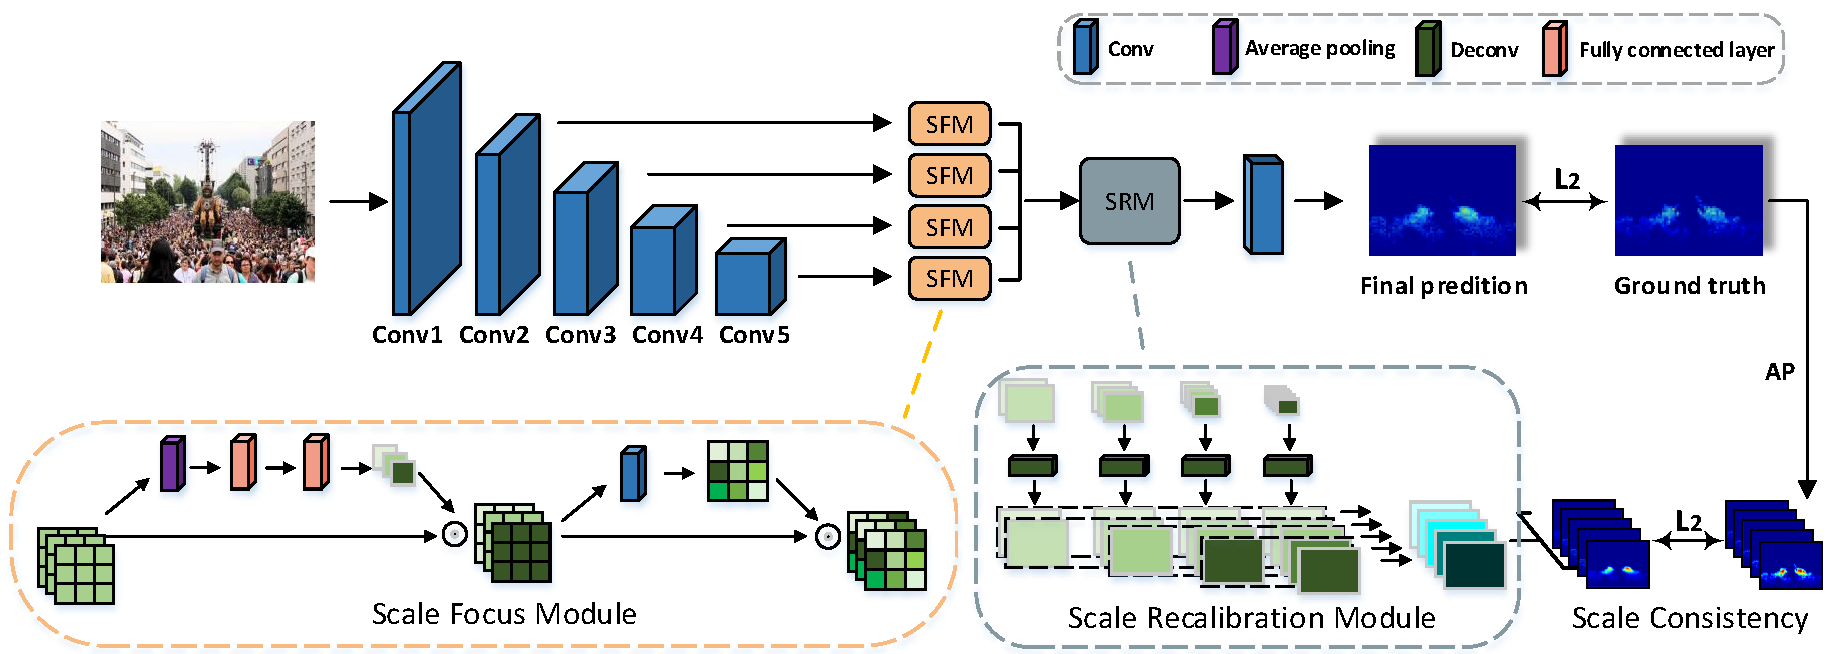 Conv
Average pooling
Deconv
Fully connected layer
SFM
SFM
SFM
SFM
SRM
L2
Final predition
Ground truth
Conv1
Conv2
Conv3
Conv4
Conv5
AP
L2
Scale Focus Module
Scale Recalibration Module
Scale Consistency